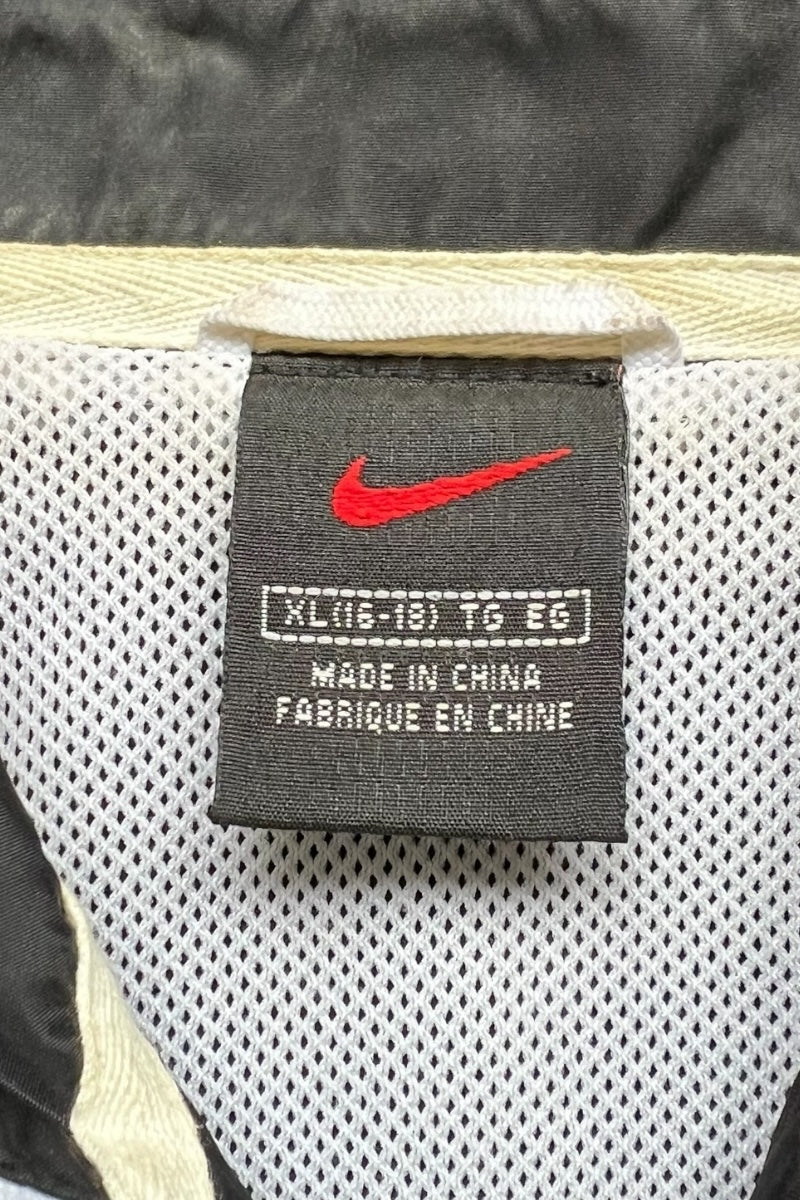 XL(16-18) TG EG
MADE IN CHINA
FABRIQUE EN CHINE